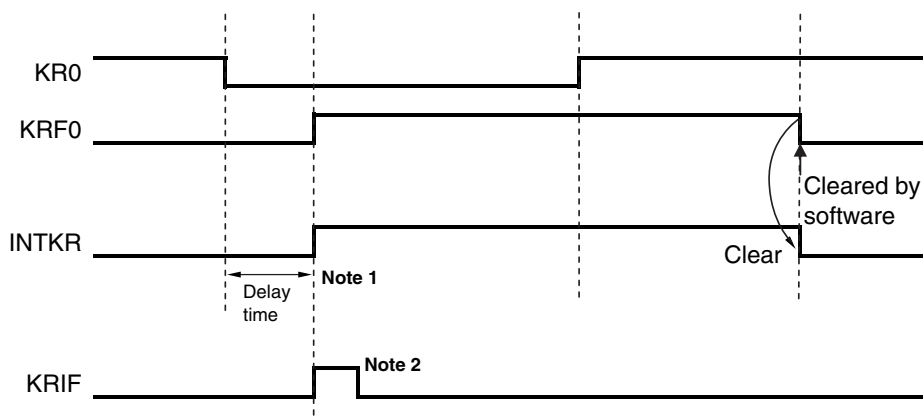 KR0
KRF0
Cleared by
software
INTKR
Clear
Note 1
Delay
time
Note 2
KRIF